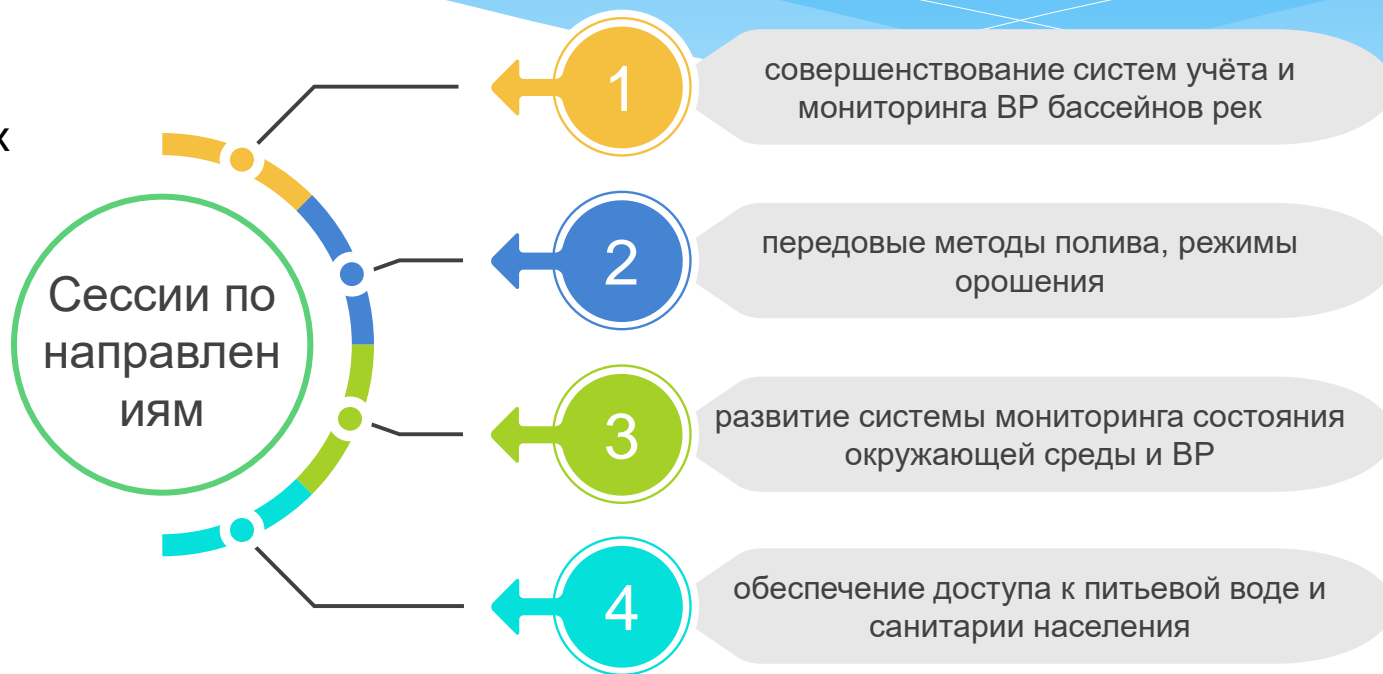 х
Сессии по
направлен
иям
1
совершенствование систем учёта и
мониторинга ВР бассейнов рек
2
передовые методы полива, режимы
орошения
3
развитие системы мониторинга состояния
окружающей среды и ВР
4
обеспечение доступа к питьевой воде и
санитарии населения